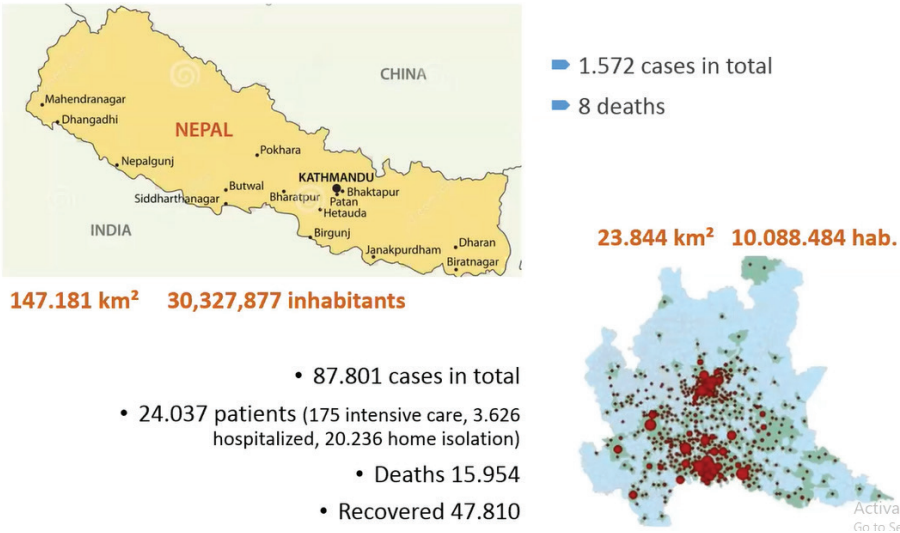 CHINA
Mahendranagar
Dhangadhi
NEPAL
Pokhara
Nepalgunj
KATHMANDU
Butwal
Bhaktapur
Bharatpur
Siddharthanagar
Patan
Hetauda
INDIA
Birgunj
Dharan
Janakpurdham
Biratnagar
1.572 cases in total
8 deaths
147.181 km² 30,327,877 inhabitants
23.844 km² 10.088.484 hab.
• 87.801 cases in total
• 24.037 patients (175 intensive care, 3.626
hospitalized, 20.236 home isolation)
• Deaths 15.954
• Recovered 47.810
Activa
Go to Se